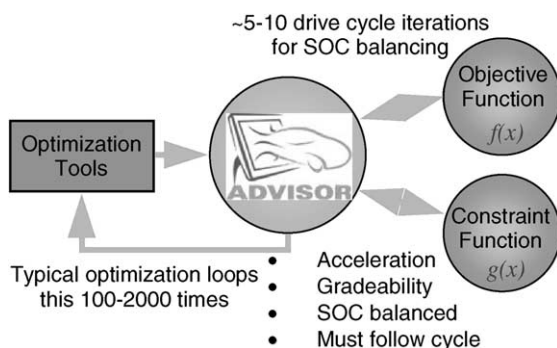 ~5-10 drive cycle iterations
for SOC balancing
Objective
Function
f(x)
Optimization
Tools
ADVISOR
Constraint
Function
g(x)
Typical optimization loops
this 100-2000 times
• Acceleration
• Gradeability
• SOC balanced
• Must follow cycle